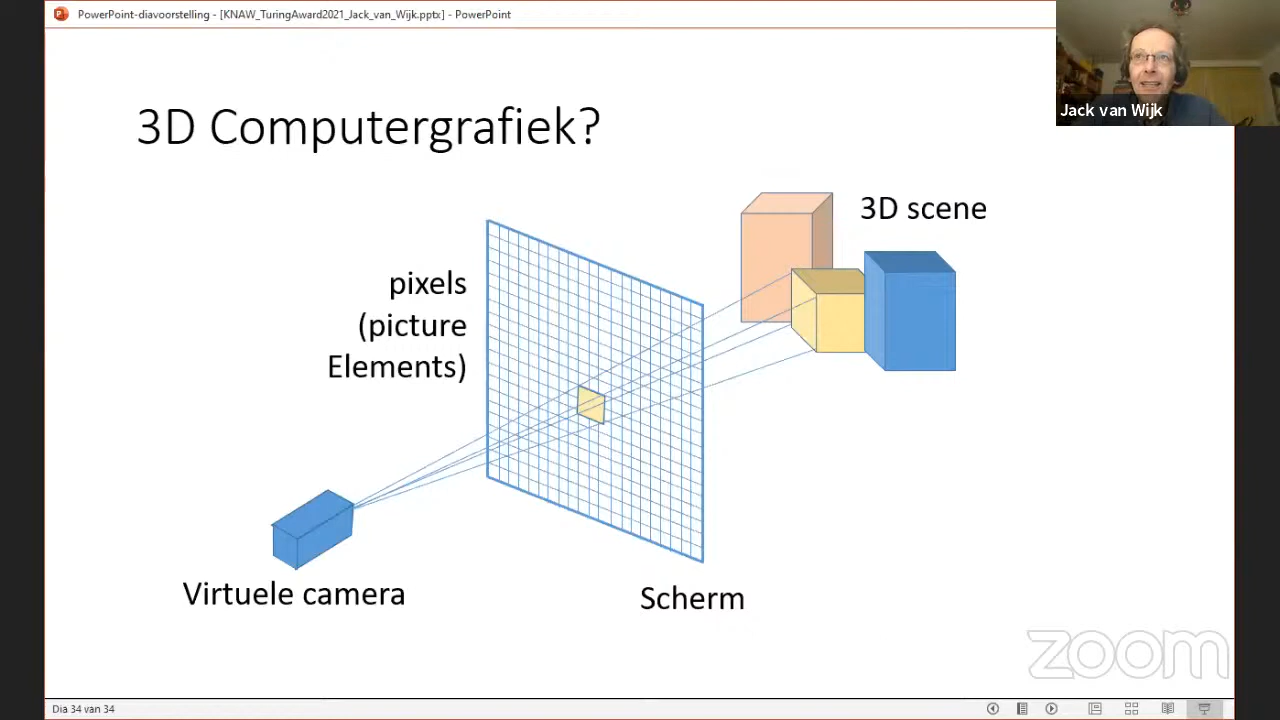 PowerPoint-diavoorstelling - [KNAW_TuringAward2021_Jack_van_Wijk.pptx] - PowerPoint
Jack van Wijk
3D Computergrafiek?
3D scene
pixels
(picture
Elements)
Virtuele camera
Scherm
zoom
Dia 34 van 34